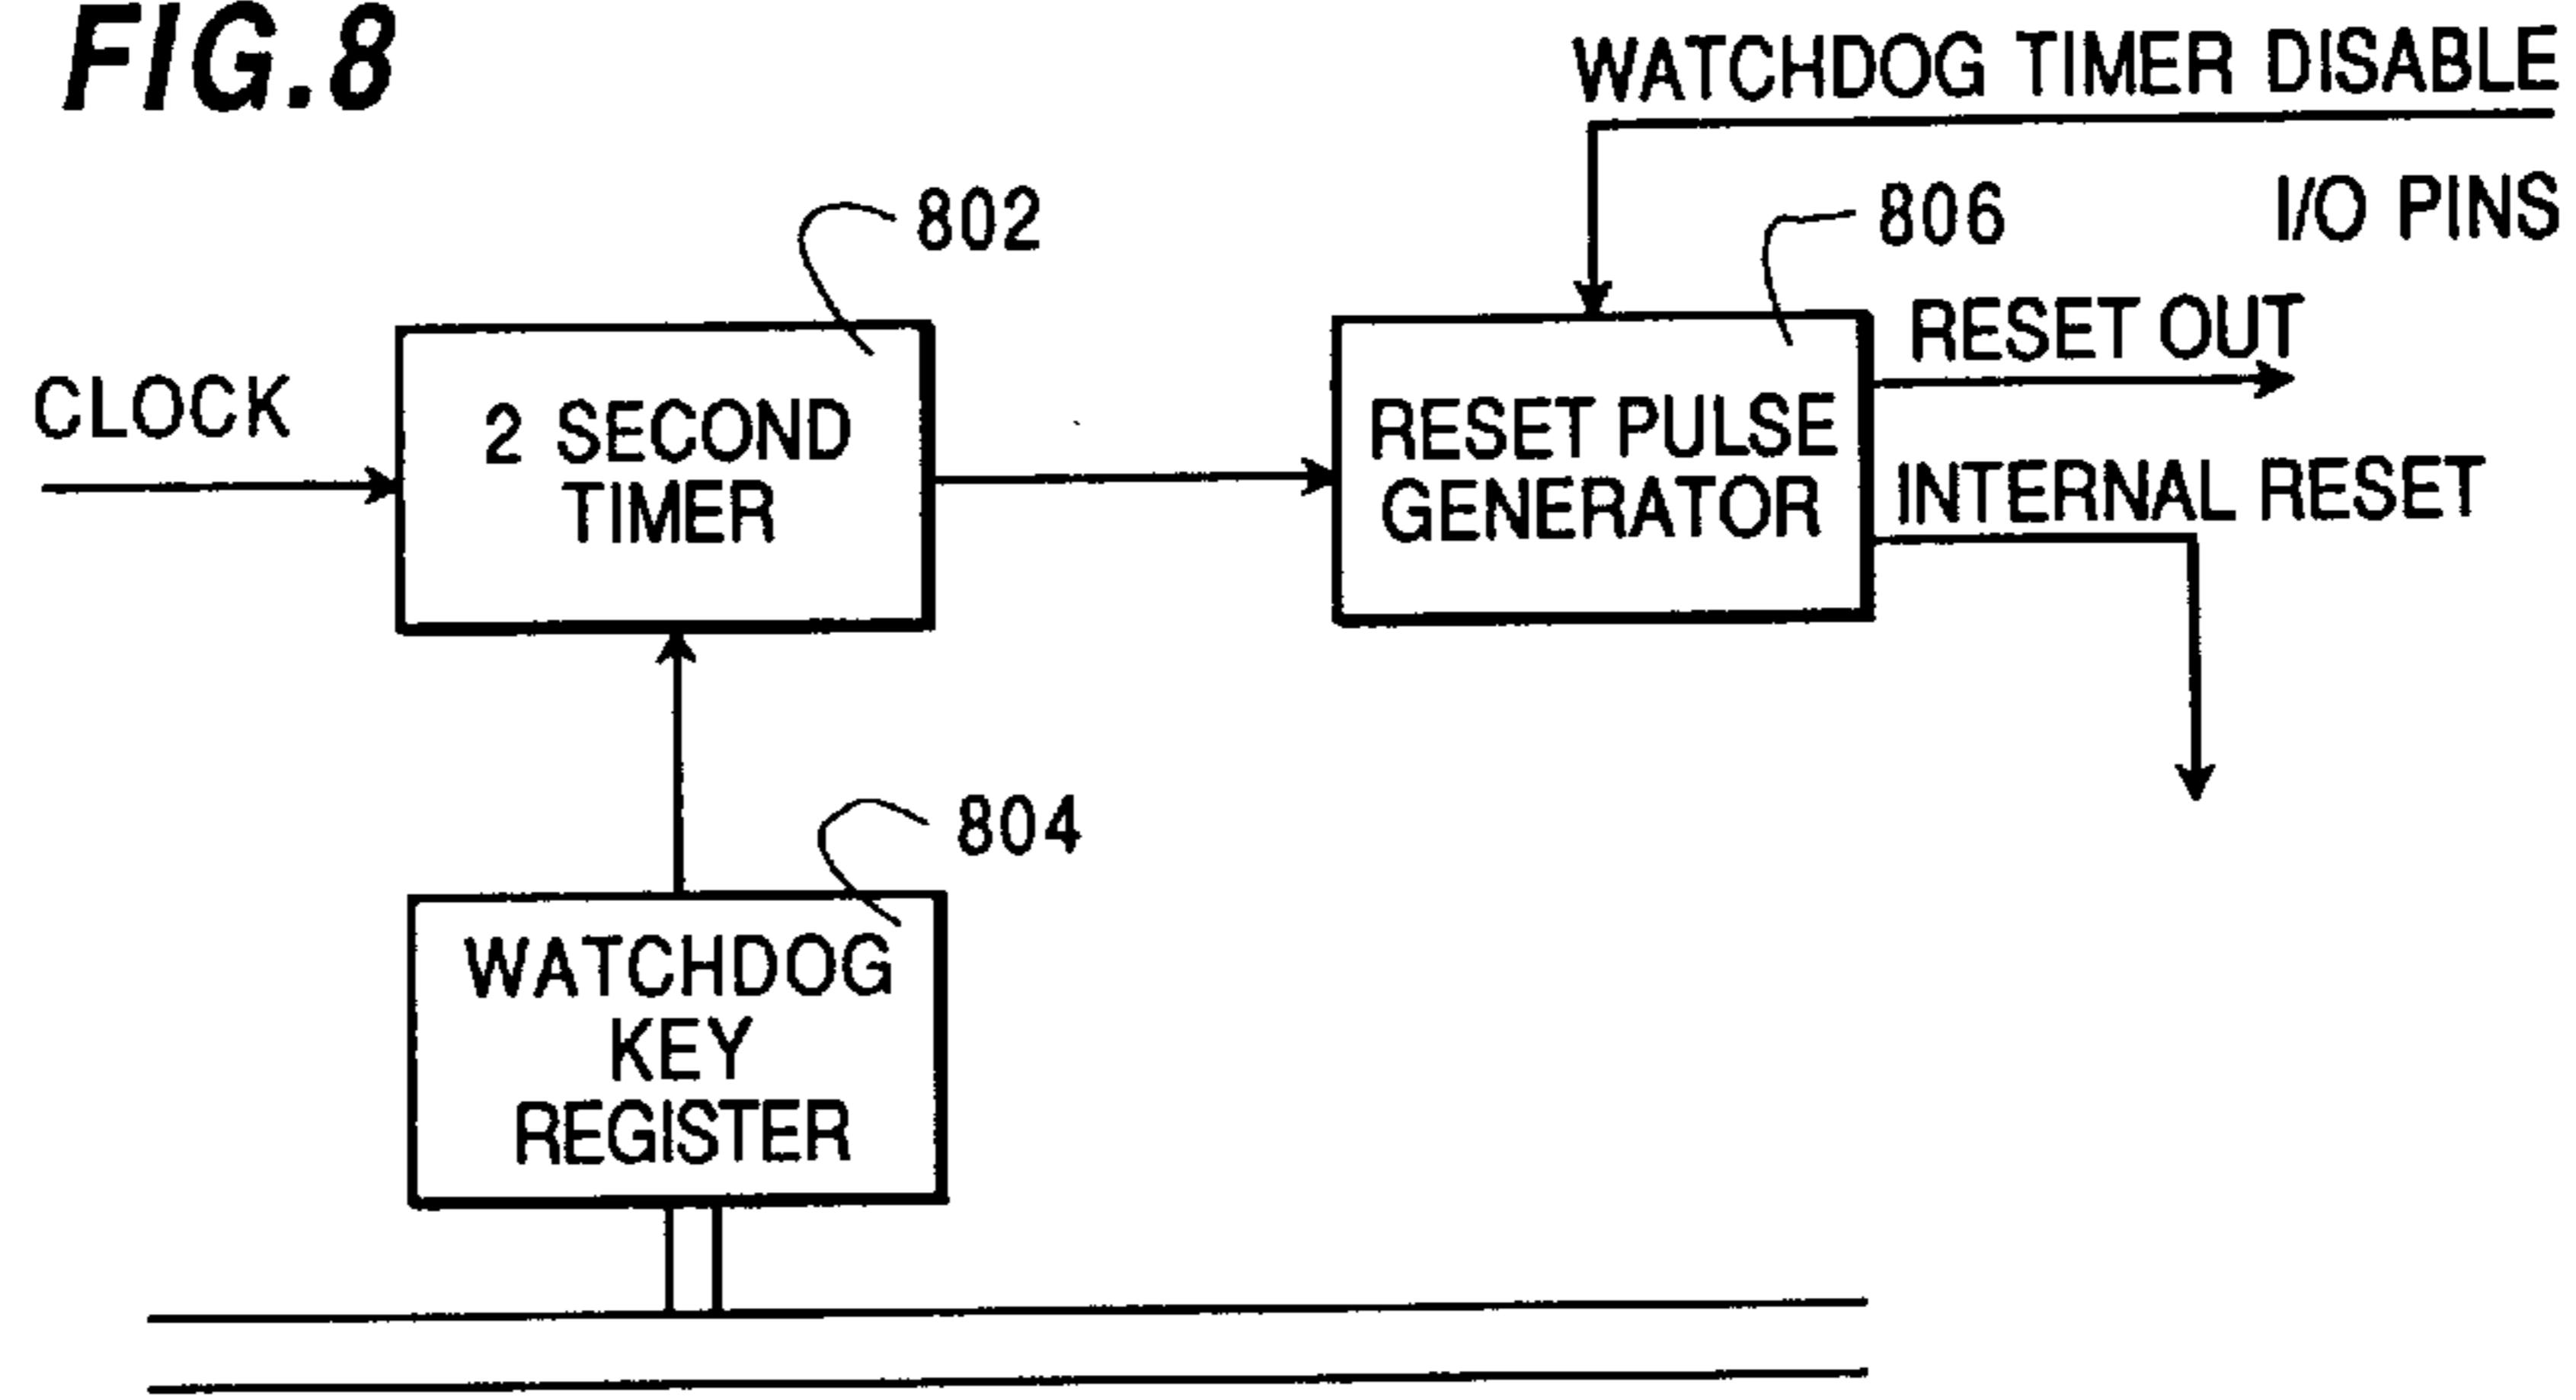 FIG.8
WATCHDOG TIMER DISABLE
802
806
I/O PINS
RESET OUT
CLOCK
2 SECOND
TIMER
RESET PULSE
GENERATOR
INTERNAL RESET
804
WATCHDOG
KEY
REGISTER